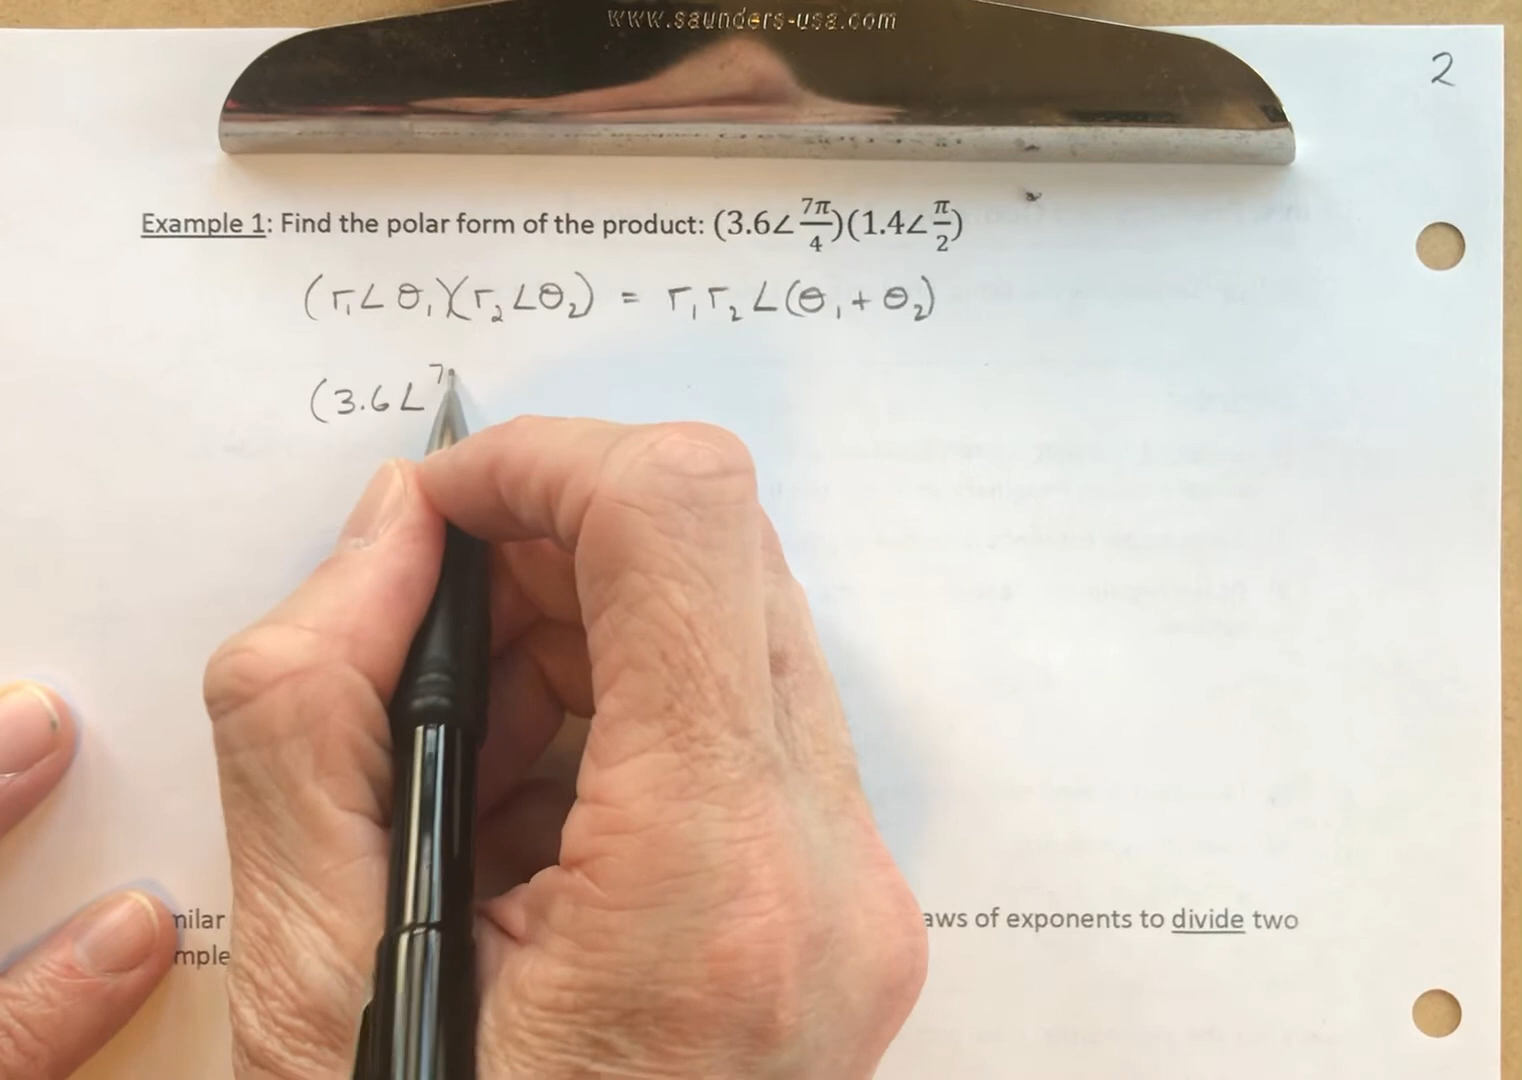 www.saunders-usa.com
2
Example 1: Find the polar form of the product: (3.6∠7π/4)(1.4∠π/2)
(r₁∠θ₁)(r₂∠θ₂) = r₁r₂∠(θ₁+θ₂)
(3.6∠7
milar aws of exponents to divide two
mple